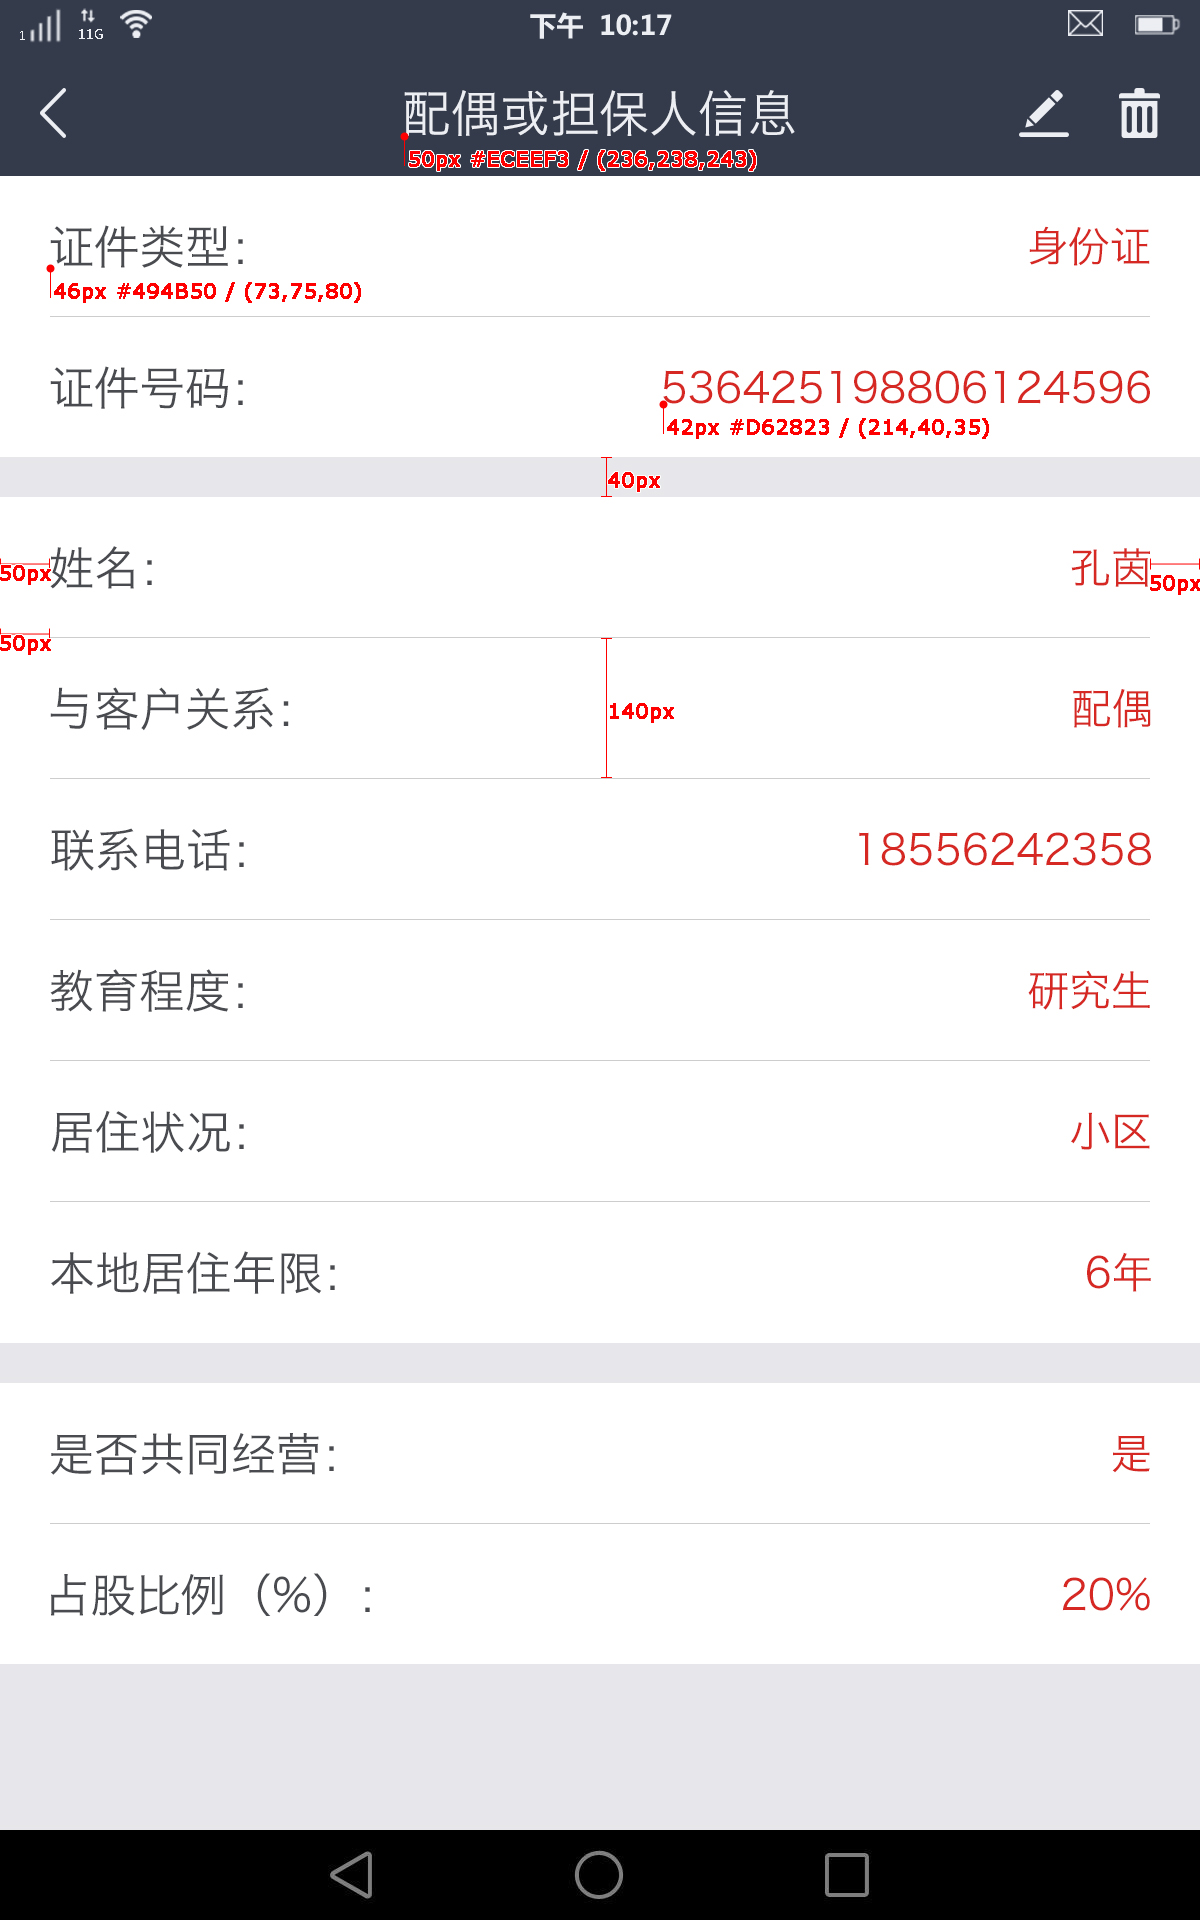 1 11G 下午 10:17
配偶或担保人信息
50px #ECEEF3 / (236,238,243)
证件类型: 身份证
46px #494B50 / (73,75,80)
证件号码: 536425198806124596
42px #D62823 / (214,40,35)
40px
50px 姓名: 孔茵 50px
50px
与客户关系: 配偶
140px
联系电话: 18556242358
教育程度: 研究生
居住状况: 小区
本地居住年限: 6年
是否共同经营: 是
占股比例（%）: 20%